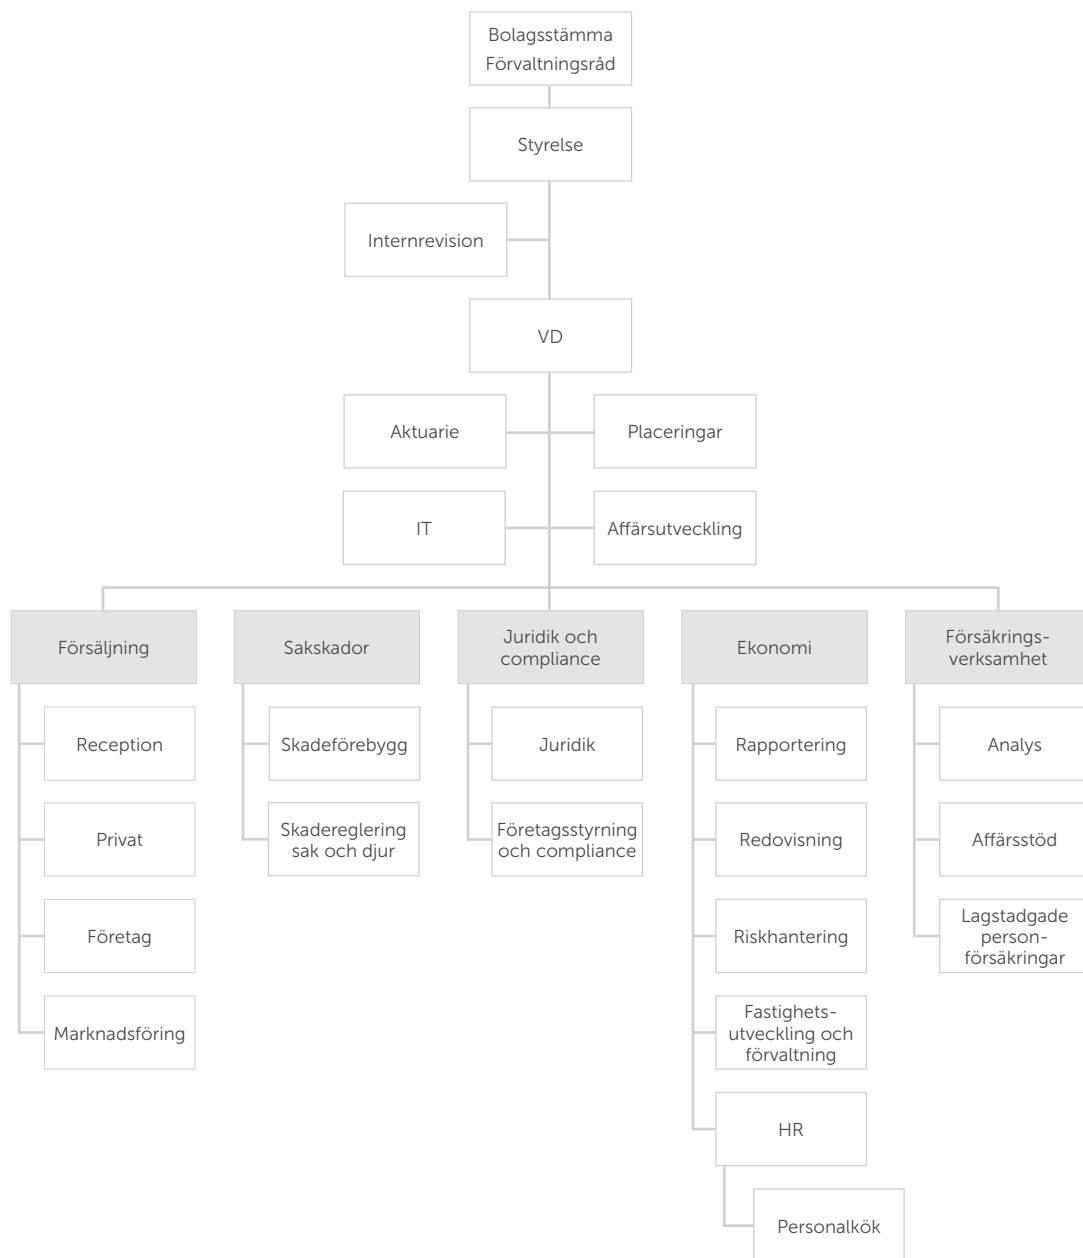 Bolagsstämma
Förvaltningsråd
Styrelse
Internrevision
VD
Aktuarie
Placeringar
IT
Affärsutveckling
Försäljning
Reception
Privat
Företag
Marknadsföring
Sakskador
Skadeförebygg
Skadereglering
sak och djur
Juridik och
compliance
Juridik
Företagsstyrning
och compliance
Ekonomi
Rapportering
Redovisning
Riskhantering
Fastighets-
utveckling och
förvaltning
HR
Personalkök
Försäkrings-
verksamhet
Analys
Affärsstöd
Lagstadgade
person-
försäkringar